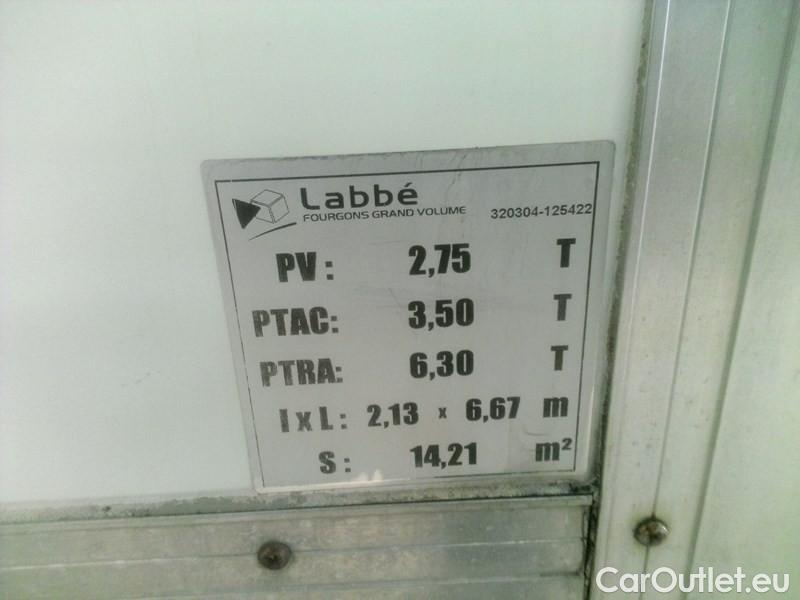 Labbé
FOURGONS GRAND VOLUME 320304-125422
PV: 2,75 T
PTAC: 3,50 T
PTRA: 6,30 T
l x L: 2,13 x 6,67 m
S: 14,21 m²
CarOutlet.eu